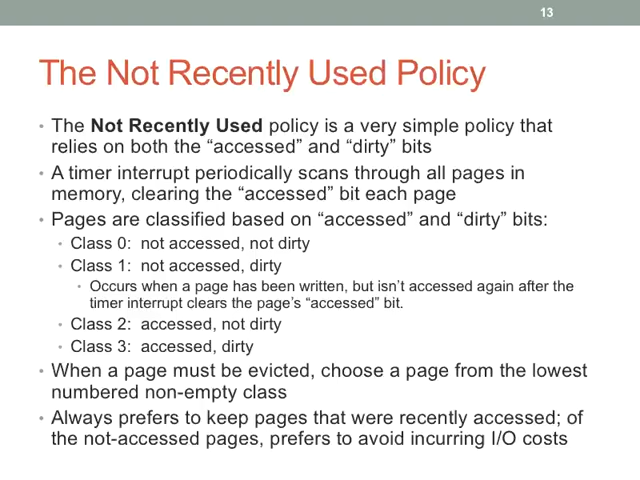 13
The Not Recently Used Policy
• The Not Recently Used policy is a very simple policy that
relies on both the “accessed” and “dirty” bits
• A timer interrupt periodically scans through all pages in
memory, clearing the “accessed” bit each page
• Pages are classified based on “accessed” and “dirty” bits:
• Class 0: not accessed, not dirty
• Class 1: not accessed, dirty
• Occurs when a page has been written, but isn’t accessed again after the
timer interrupt clears the page’s “accessed” bit.
• Class 2: accessed, not dirty
• Class 3: accessed, dirty
• When a page must be evicted, choose a page from the lowest
numbered non-empty class
• Always prefers to keep pages that were recently accessed; of
the not-accessed pages, prefers to avoid incurring I/O costs